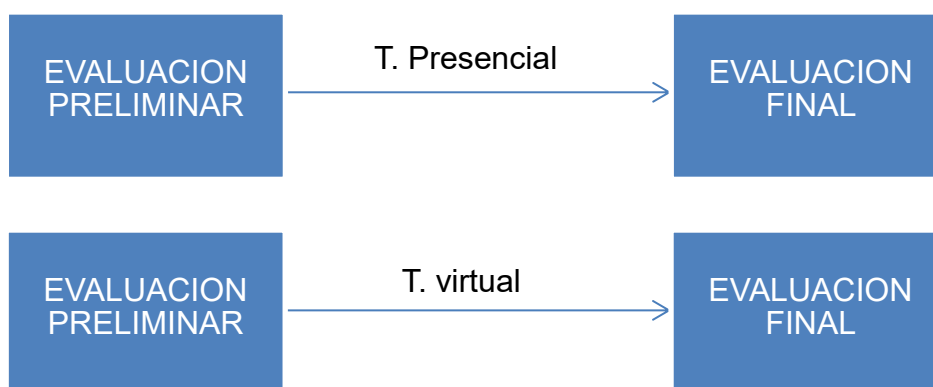 EVALUACION
PRELIMINAR
T. Presencial
EVALUACION
FINAL
EVALUACION
PRELIMINAR
T. virtual
EVALUACION
FINAL